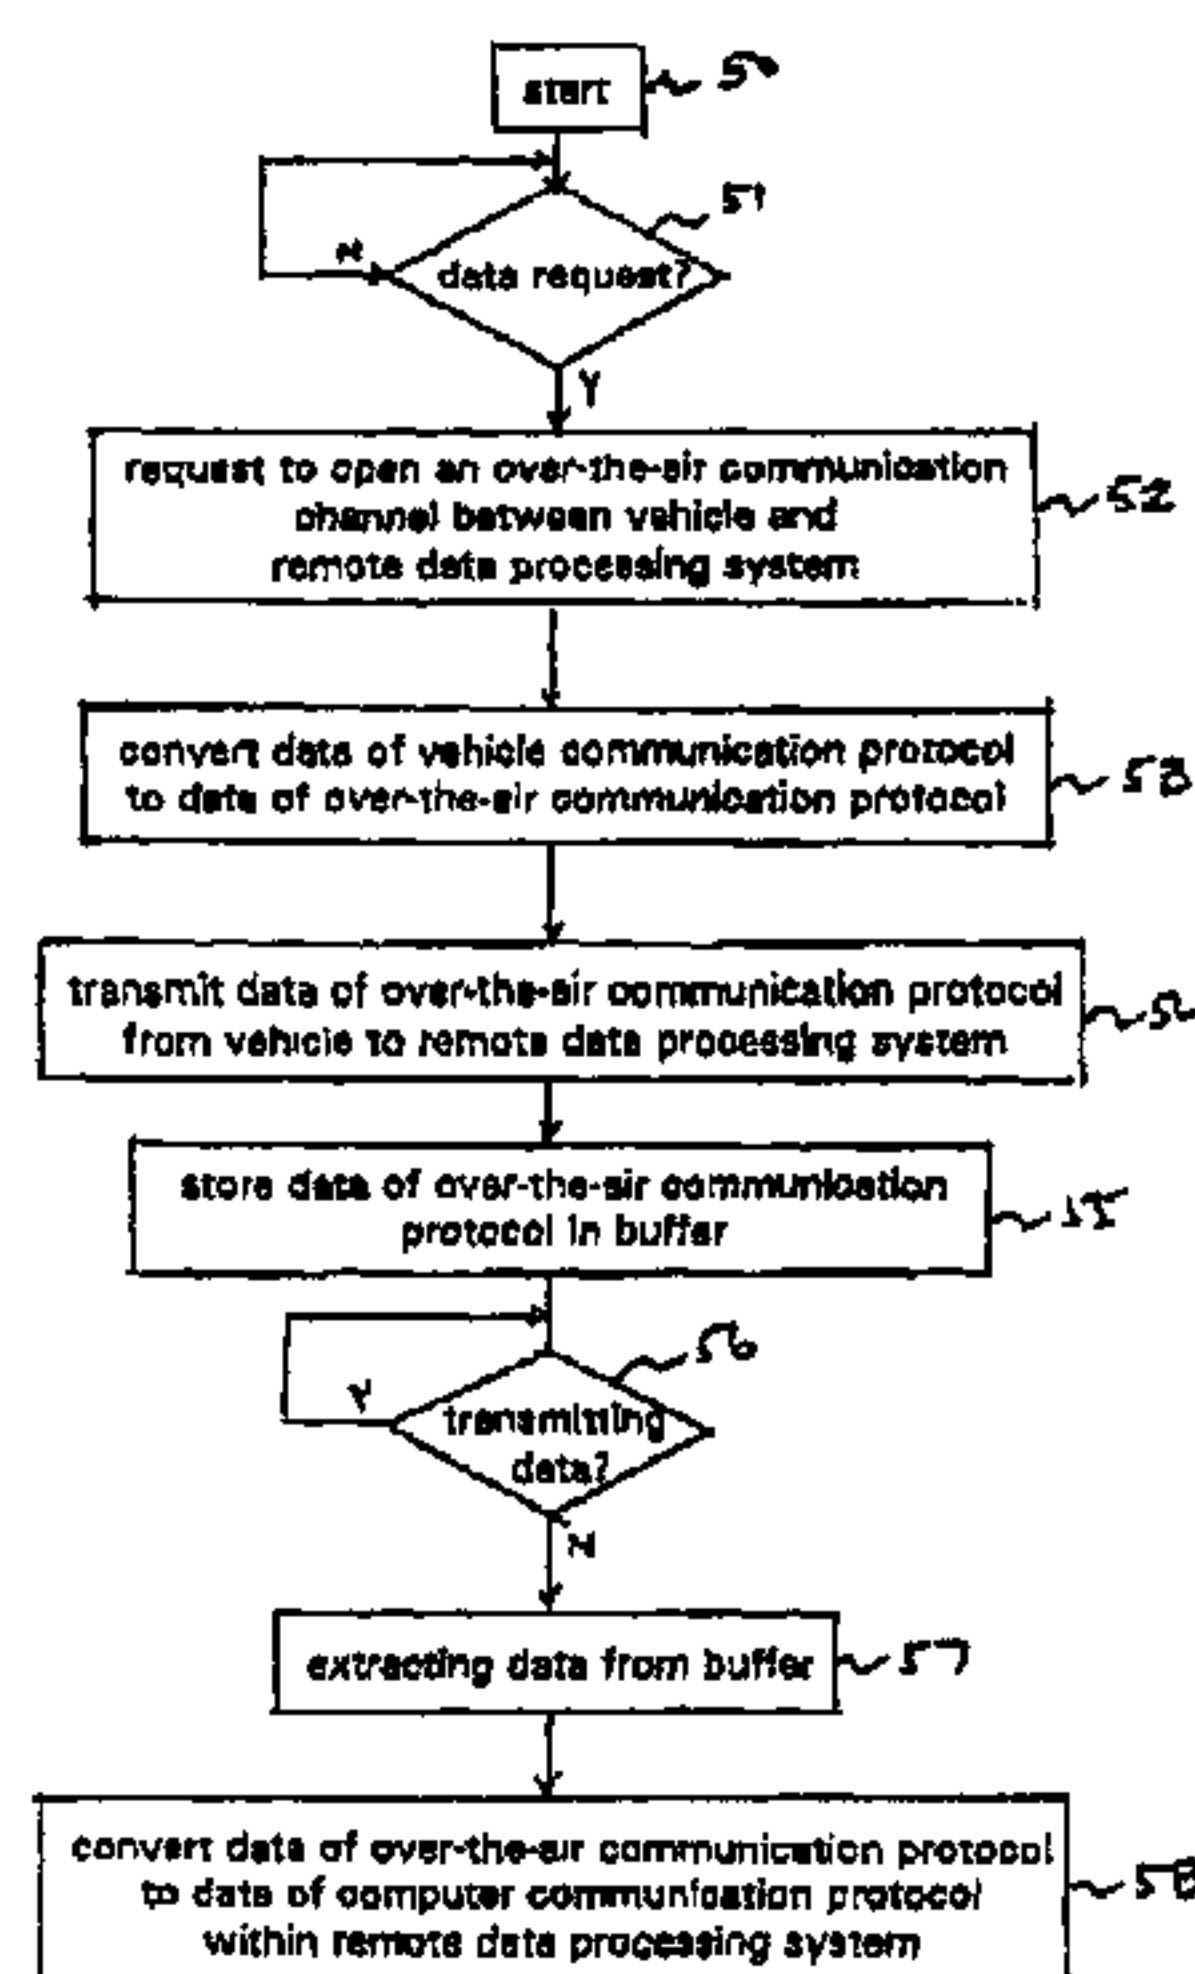 start
50
51
N
data request?
Y
request to open an over-the-air communication
channel between vehicle and
remote data processing system
52
convert data of vehicle communication protocol
to data of over-the-air communication protocol
53
transmit data of over-the-air communication protocol
from vehicle to remote data processing system
store data of over-the-air communication
protocol in buffer
55
56
Y
transmitting
data?
N
extracting data from buffer
57
convert data of over-the-air communication protocol
to data of computer communication protocol
within remote data processing system
58